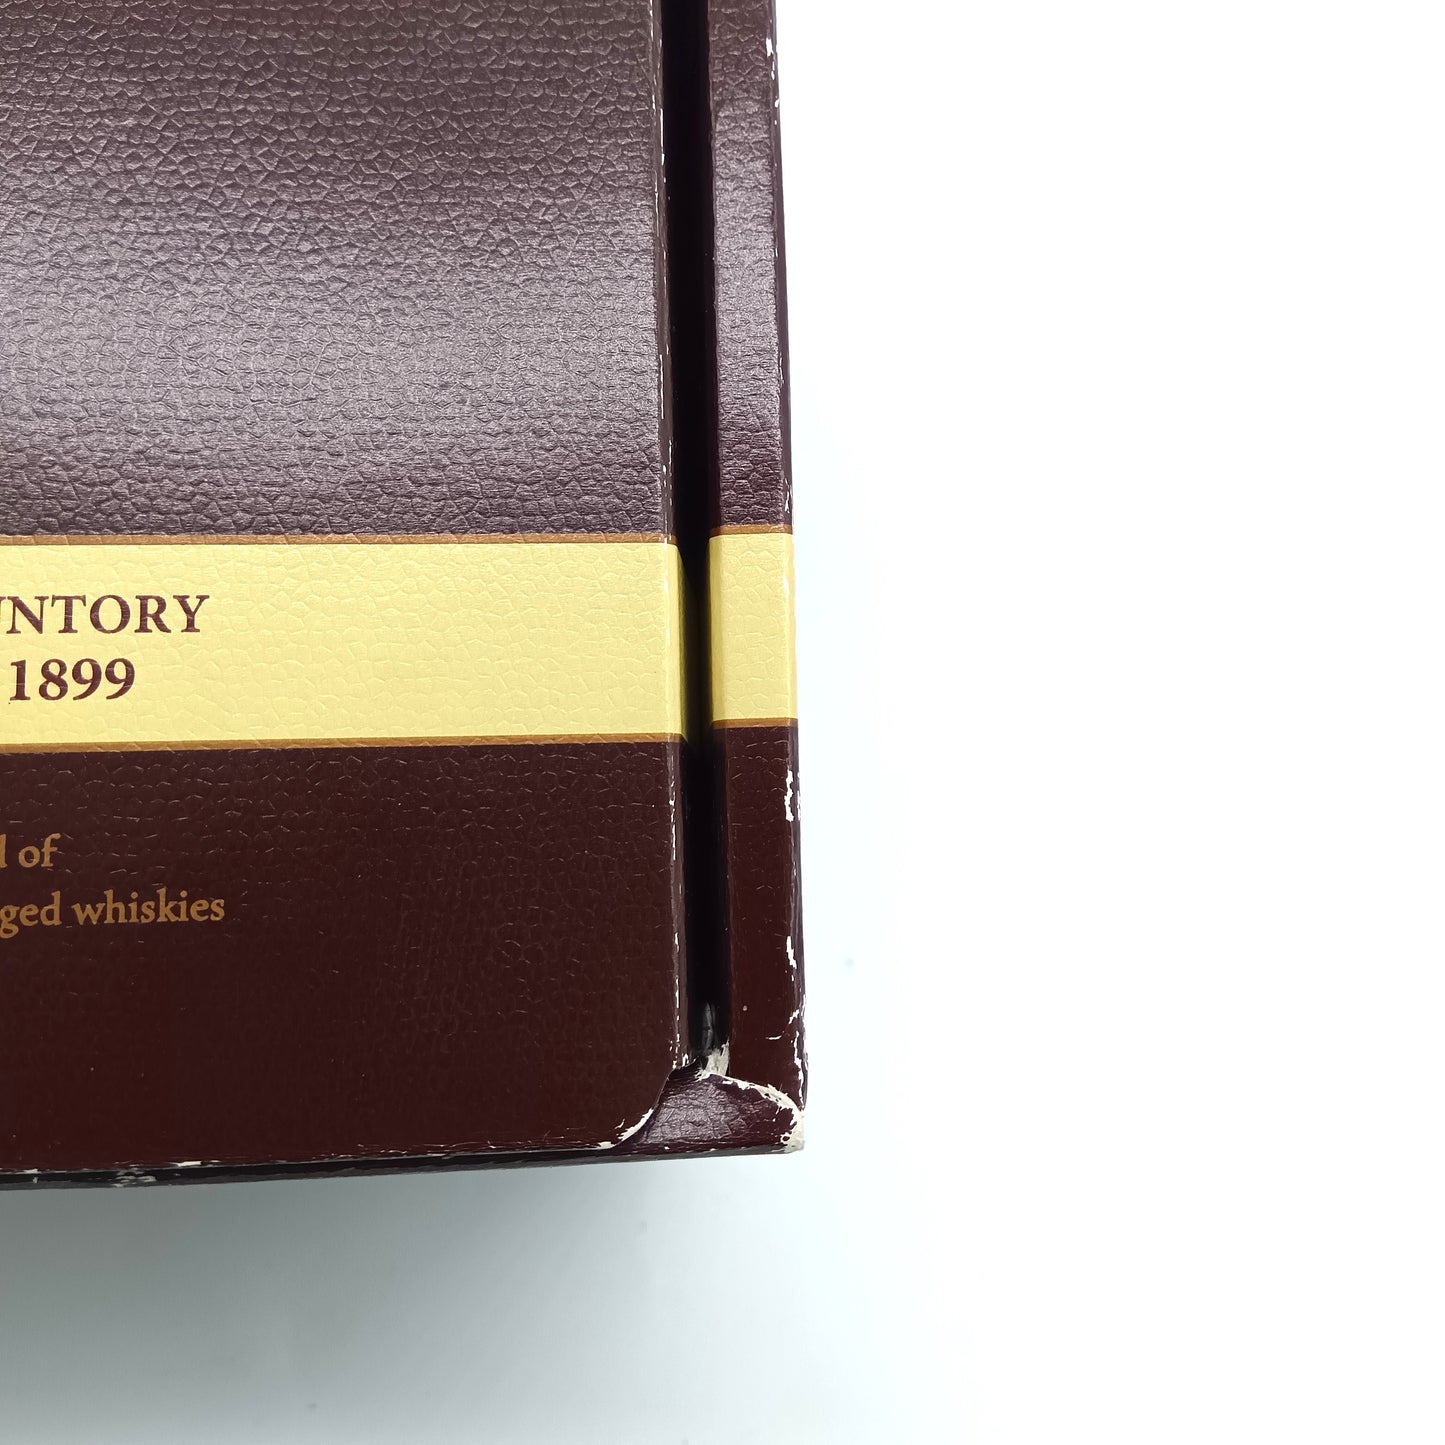 UNTORY
1899
d of
ged whiskies